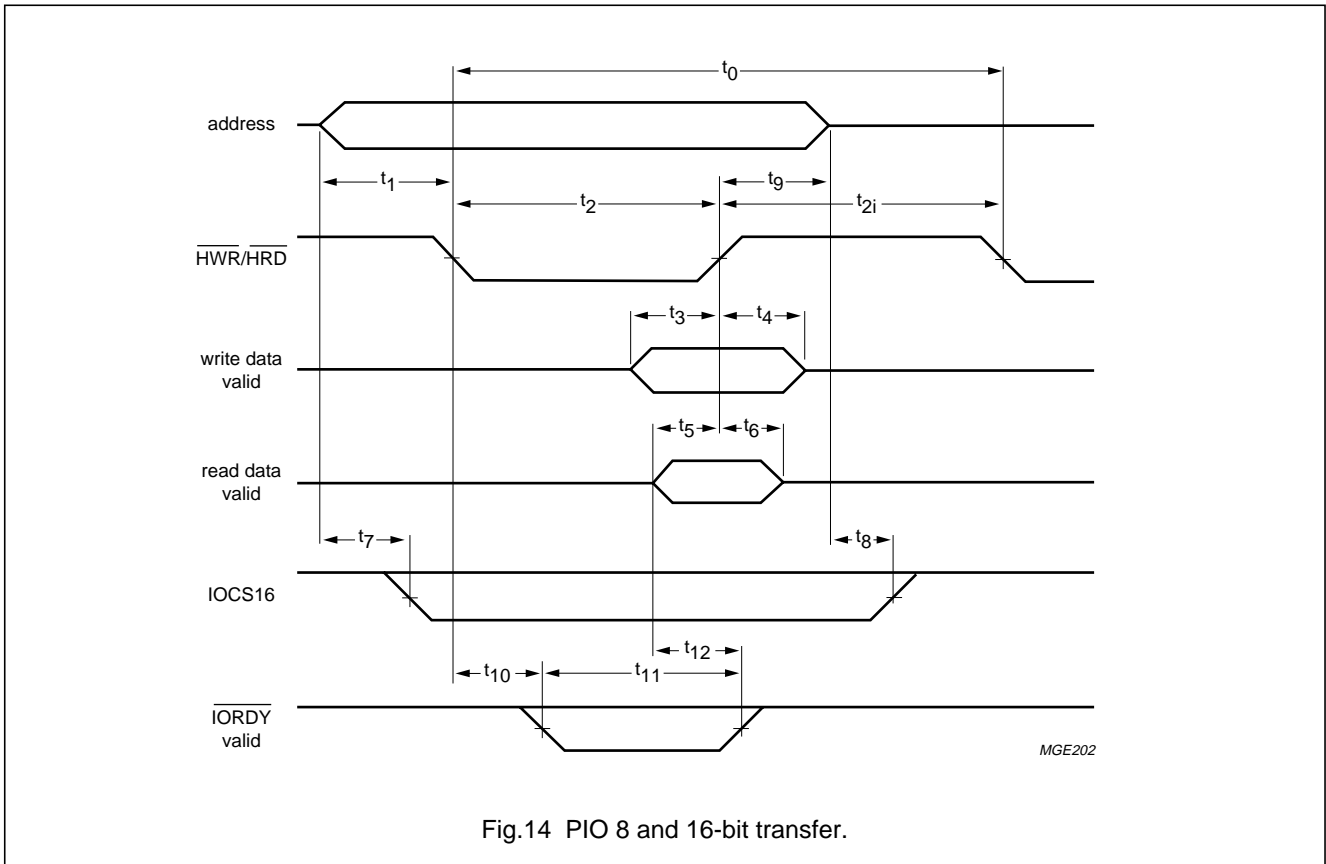 t0
address
t1
t9
t2
t2i
HWR/HRD
t3
t4
write data
valid
t5
t6
read data
valid
t7
t8
IOCS16
t12
t10
t11
IORDY
valid
MGE202
Fig.14 PIO 8 and 16-bit transfer.